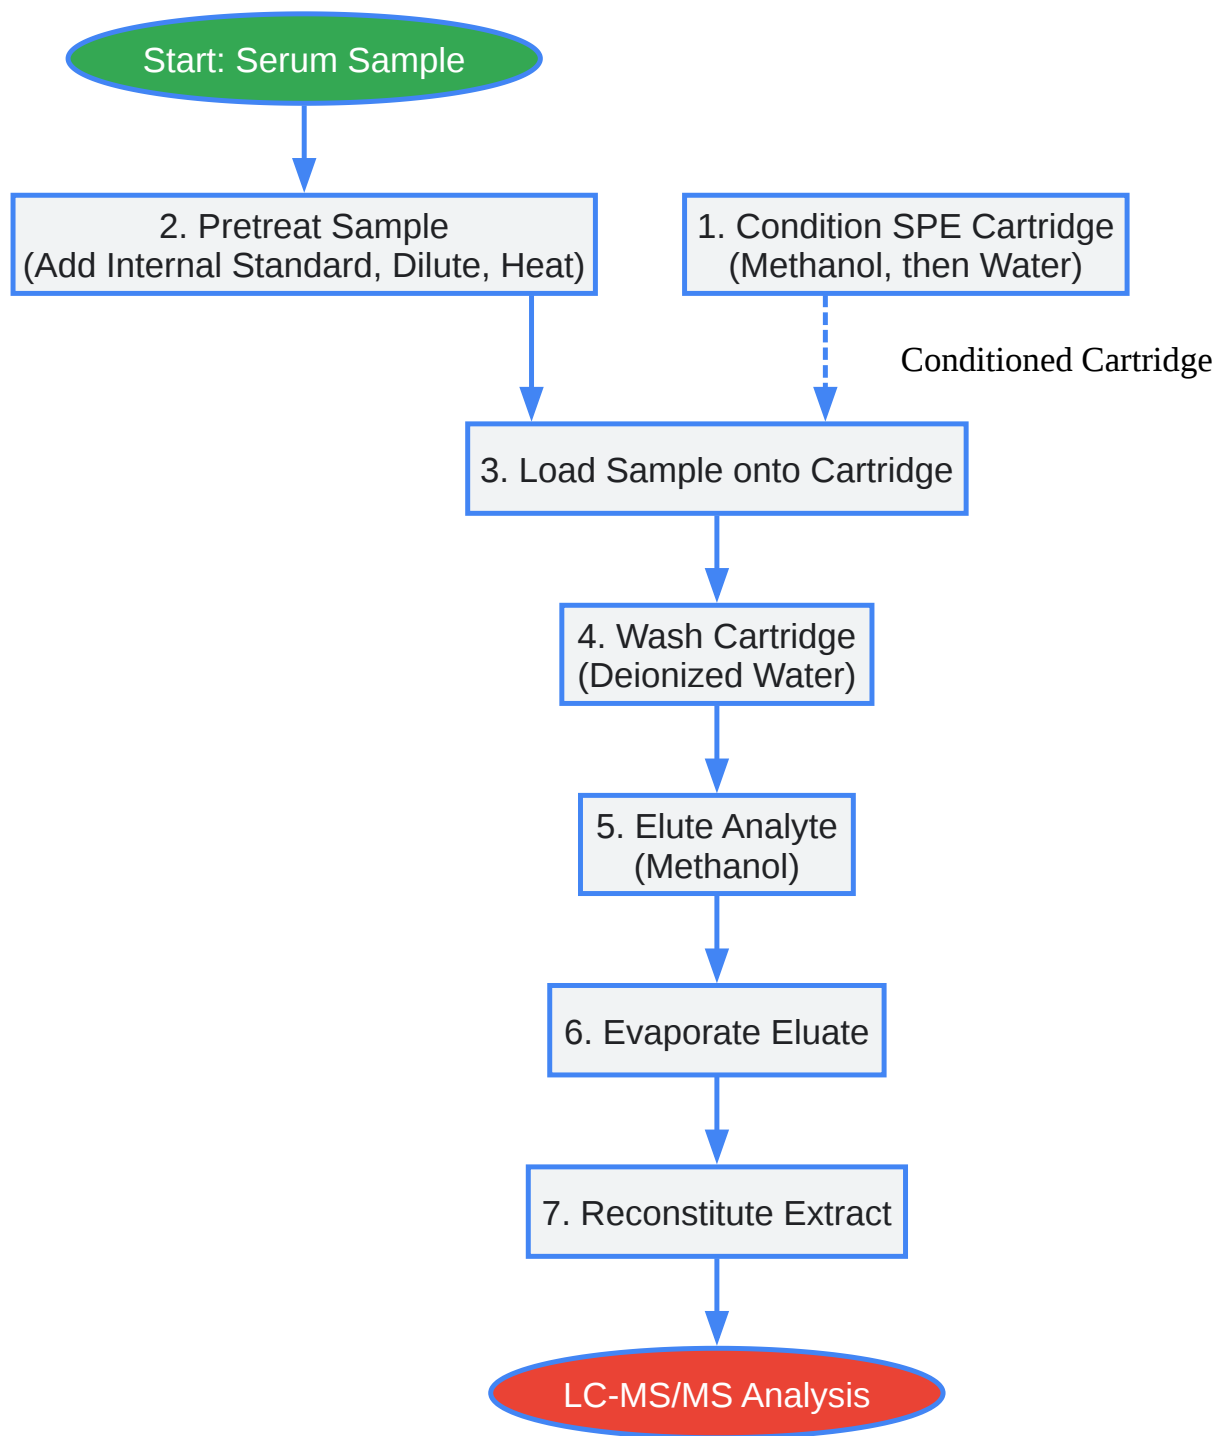 Start: Serum Sample
2. Pretreat Sample
(Add Internal Standard, Dilute, Heat)
1. Condition SPE Cartridge
(Methanol, then Water)
Conditioned Cartridge
3. Load Sample onto Cartridge
4. Wash Cartridge
(Deionized Water)
5. Elute Analyte
(Methanol)
6. Evaporate Eluate
7. Reconstitute Extract
LC-MS/MS Analysis